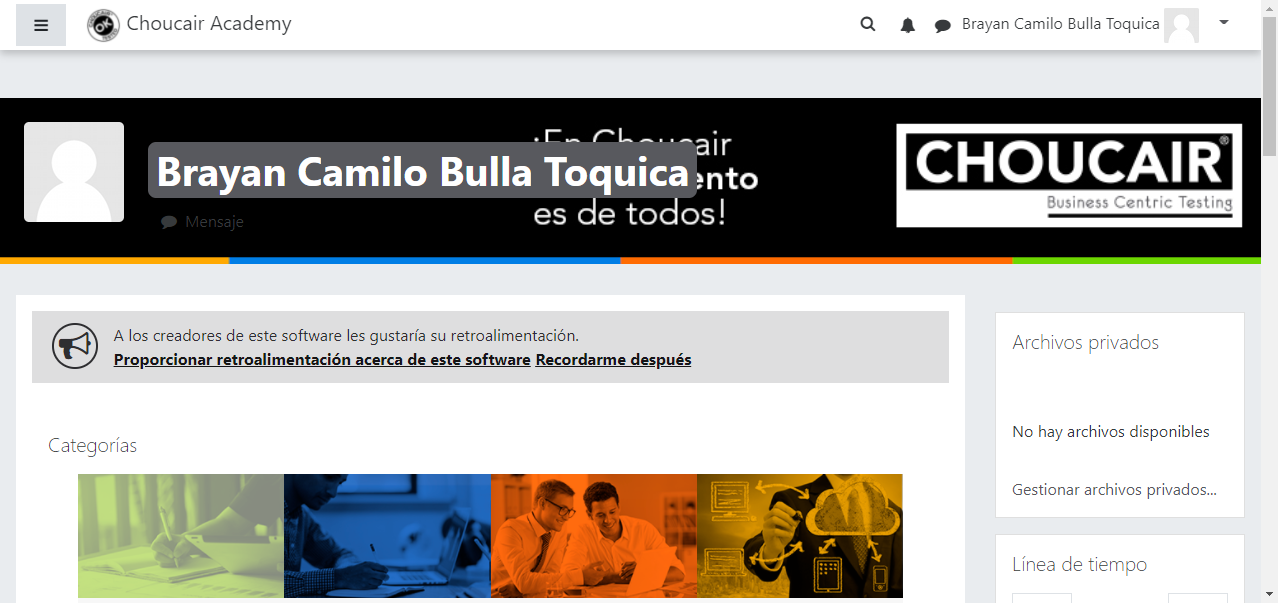 Choucair Academy
Brayan Camilo Bulla Toquica
¡En Choucair
Brayan Camilo Bulla Toquica
es de todos!
Mensaje
CHOUCAIR®
Business Centric Testing
A los creadores de este software les gustaría su retroalimentación.
Proporcionar retroalimentación acerca de este software Recordarme después
Categorías
Archivos privados
No hay archivos disponibles
Gestionar archivos privados...
Línea de tiempo